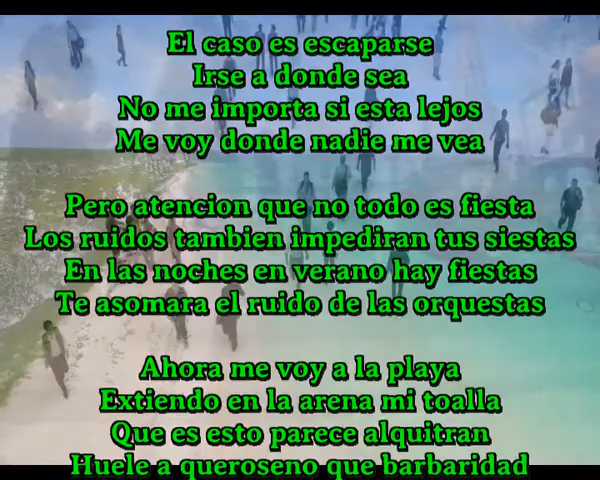 El caso es escaparse
Irse a donde sea
No me importa si esta lejos
Me voy donde nadie me vea
Pero atencion que no todo es fiesta
Los ruidos tambien impediran tus siestas
En las noches en verano hay fiestas
Te asomara el ruido de las orquestas
Ahora me voy a la playa
Extiendo en la arena mi toalla
Que es esto parece alquitran
Huele a queroseno que barbaridad